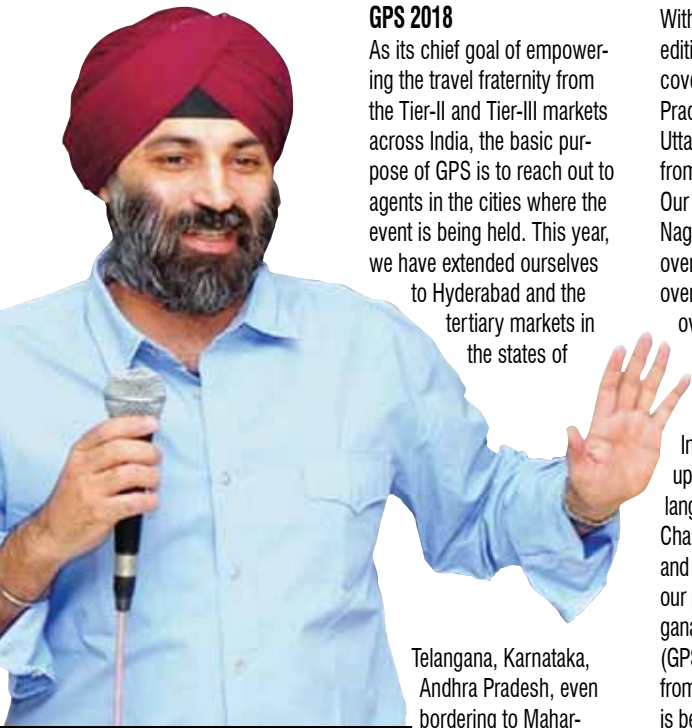 GPS 2018
As its chief goal of empower-
ing the travel fraternity from
the Tier-II and Tier-III markets
across India, the basic pur-
pose of GPS is to reach out to
agents in the cities where the
event is being held. This year,
we have extended ourselves
to Hyderabad and the
tertiary markets in
the states of
Telangana, Karnataka,
Andhra Pradesh, even
bordering to Mahar-
With
editi
cove
Prad
Utta
from
Our
Nag
over
over
ov
In
up
lang
Cha
and
our
gana
(GPS
from
is be